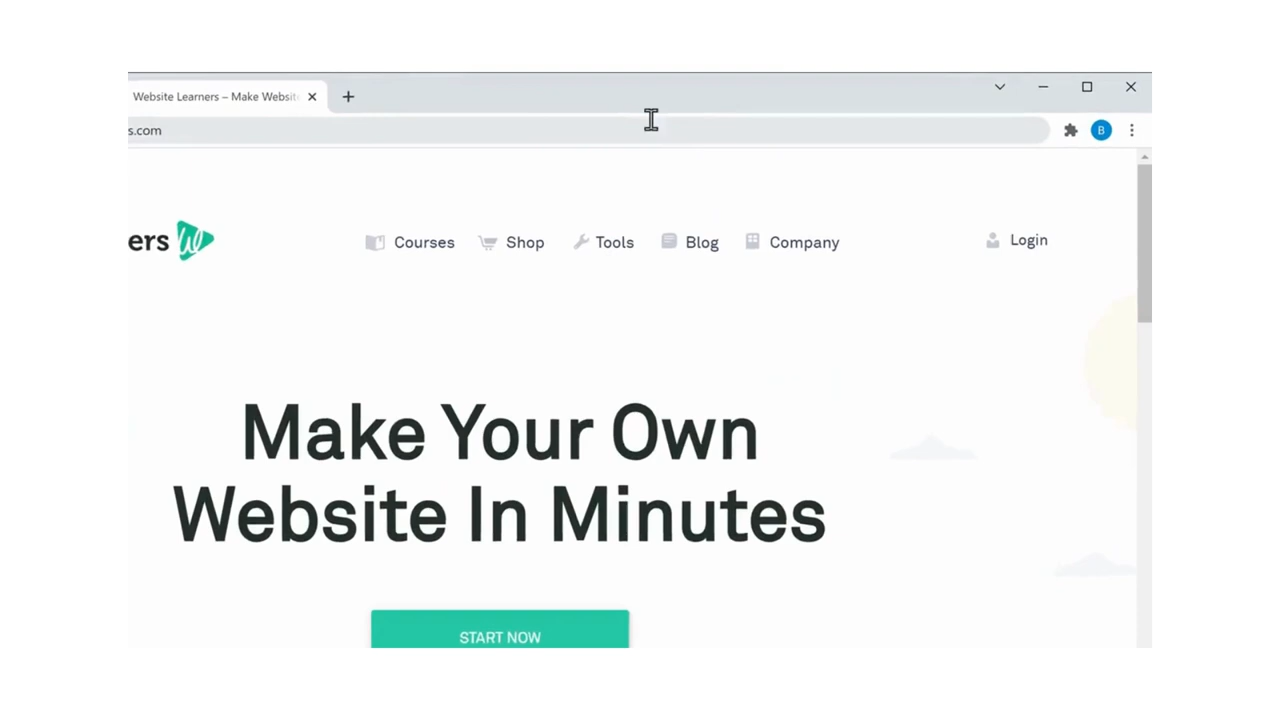 Website Learners – Make Websit
s.com
B
ers
Courses Shop Tools Blog Company Login
Make Your Own
Website In Minutes
START NOW